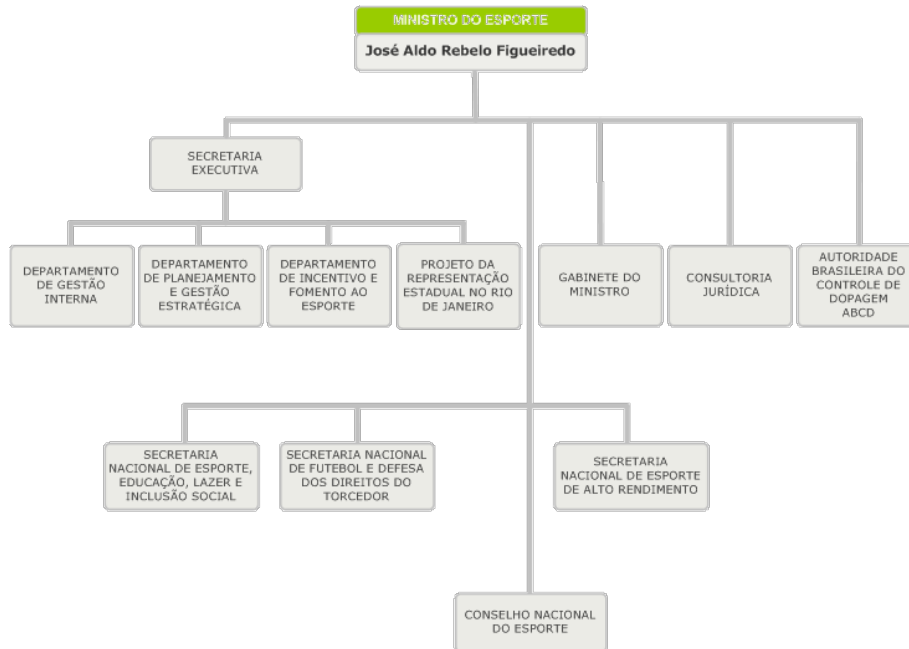 MINISTRO DO ESPORTE
José Aldo Rebelo Figueiredo
SECRETARIA
EXECUTIVA
DEPARTAMENTO
DE GESTÃO
INTERNA
DEPARTAMENTO
DE PLANEJAMENTO
E GESTÃO
ESTRATÉGICA
DEPARTAMENTO
DE INCENTIVO E
FOMENTO AO
ESPORTE
PROJETO DA
REPRESENTAÇÃO
ESTADUAL NO RIO
DE JANEIRO
GABINETE DO
MINISTRO
CONSULTORIA
JURÍDICA
AUTORIDADE
BRASILEIRA DO
CONTROLE DE
DOPAGEM
ABCD
SECRETARIA
NACIONAL DE ESPORTE,
EDUCAÇÃO, LAZER E
INCLUSÃO SOCIAL
SECRETARIA NACIONAL
DE FUTEBOL E DEFESA
DOS DIREITOS DO
TORCEDOR
SECRETARIA
NACIONAL DE ESPORTE
DE ALTO RENDIMENTO
CONSELHO NACIONAL
DO ESPORTE